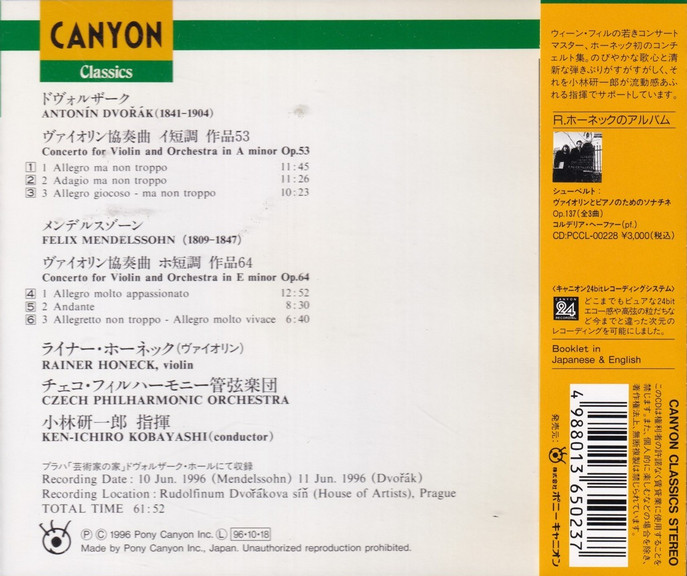 CANYON
Classics
ドヴォルザーク
ANTONÍN DVOŘÁK(1841–1904)
ヴァイオリン協奏曲 イ短調 作品53
Concerto for Violin and Orchestra in A minor Op.53
1 1 Allegro ma non troppo 11:45
2 2 Adagio ma non troppo 11:26
3 3 Allegro giocoso - ma non troppo 10:23
メンデルスゾーン
FELIX MENDELSSOHN (1809–1847)
ヴァイオリン協奏曲 ホ短調 作品64
Concerto for Violin and Orchestra in E minor Op.64
4 1 Allegro molto appassionato 12:52
5 2 Andante 8:30
6 3 Allegretto non troppo - Allegro molto vivace 6:40
ライナー・ホーネック(ヴァイオリン)
RAINER HONECK, violin
チェコ・フィルハーモニー管弦楽団
CZECH PHILHARMONIC ORCHESTRA
小林研一郎 指揮
KEN-ICHIRO KOBAYASHI(conductor)
プラハ「芸術家の家」ドヴォルザーク・ホールにて収録
Recording Date : 10 Jun. 1996 (Mendelssohn) 11 Jun. 1996 (Dvořák)
Recording Location : Rudolfinum Dvořákova síň (House of Artists), Prague
TOTAL TIME 61:52
Ⓟ Ⓒ 1996 Pony Canyon Inc. Ⓛ 96・10・18
Made by Pony Canyon Inc., Japan. Unauthorized reproduction prohibited.
ウィーン・フィルの若きコンサート
マスター、ホーネック初のコンチ
ェルト集。のびやかな歌心と清
新な弾きぶりがすがすがしく、そ
れを小林研一郎が流動感あふ
れる指揮でサポートしています。
R.ホーネックのアルバム
シューベルト:
ヴァイオリンとピアノのためのソナチネ
Op.137(全3曲)
コルデリア・ヘーファー(pf.)
CD:PCCL-00228 ¥3,000(税込)
〈キャニオン24bitレコーディングシステム〉
CANYON
24
RECORDING
どこまでもピュアな24bit
エコー感や高弦の粒だちな
ど今までと違った次元の
レコーディングを可能にしました。
Booklet in
Japanese & English
CANYON CLASSICS STEREO
このCDは権利者の許諾なく賃貸業に使用することを
禁じます。また、個人的に楽しむなどの場合を除き、
著作権法上、無断複製は禁じられています。
4 988013 650237
発売元:
株式会社 ポニーキャニオン